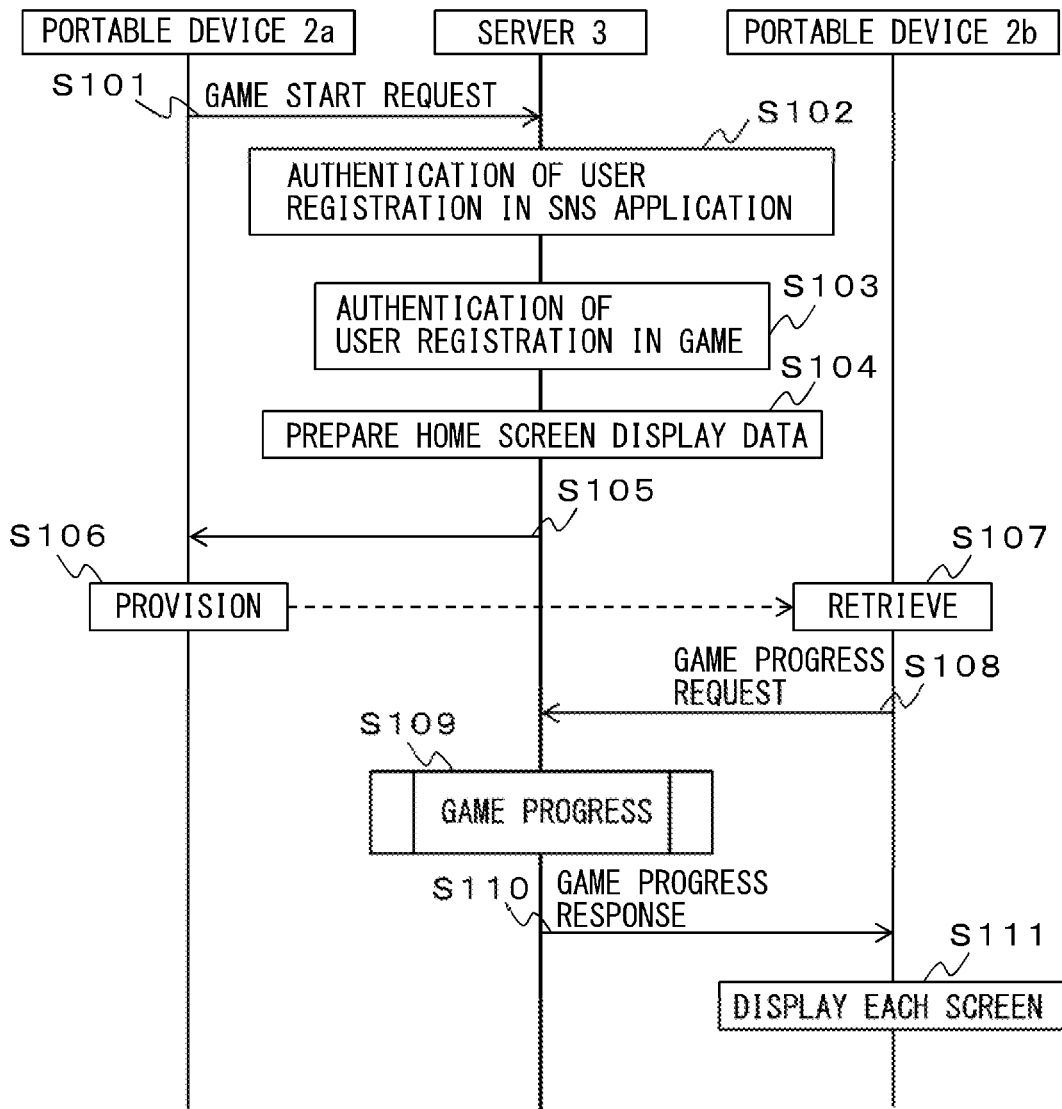 PORTABLE DEVICE 2a
SERVER 3
PORTABLE DEVICE 2b
S101
GAME START REQUEST
S102
AUTHENTICATION OF USER
REGISTRATION IN SNS APPLICATION
S103
AUTHENTICATION OF
USER REGISTRATION IN GAME
S104
PREPARE HOME SCREEN DISPLAY DATA
S105
S106
S107
PROVISION
RETRIEVE
GAME PROGRESS
REQUEST
S108
S109
GAME PROGRESS
S110
GAME PROGRESS
RESPONSE
S111
DISPLAY EACH SCREEN